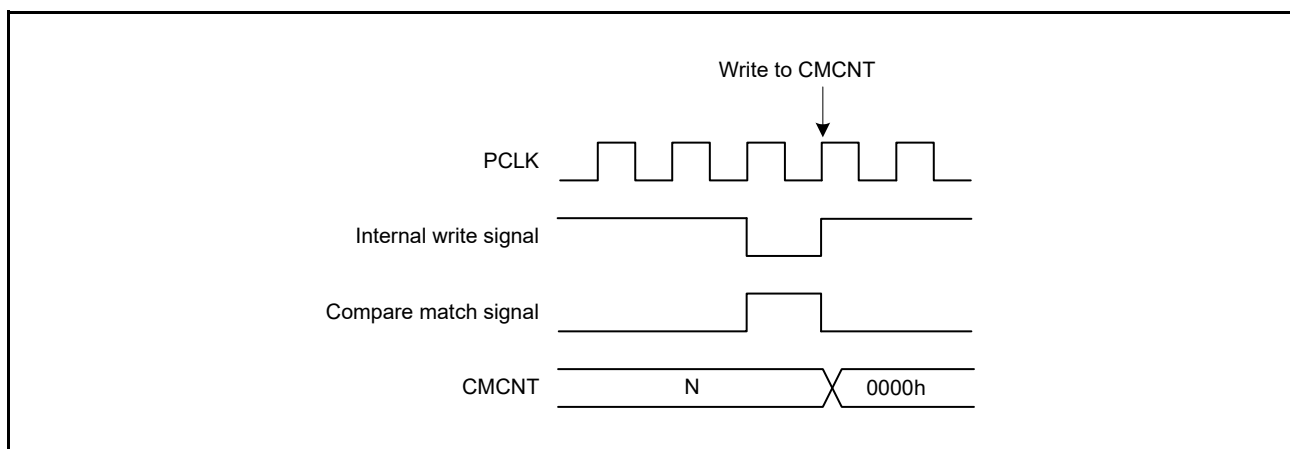 Write to CMCNT
PCLK
Internal write signal
Compare match signal
CMCNT
N
0000h